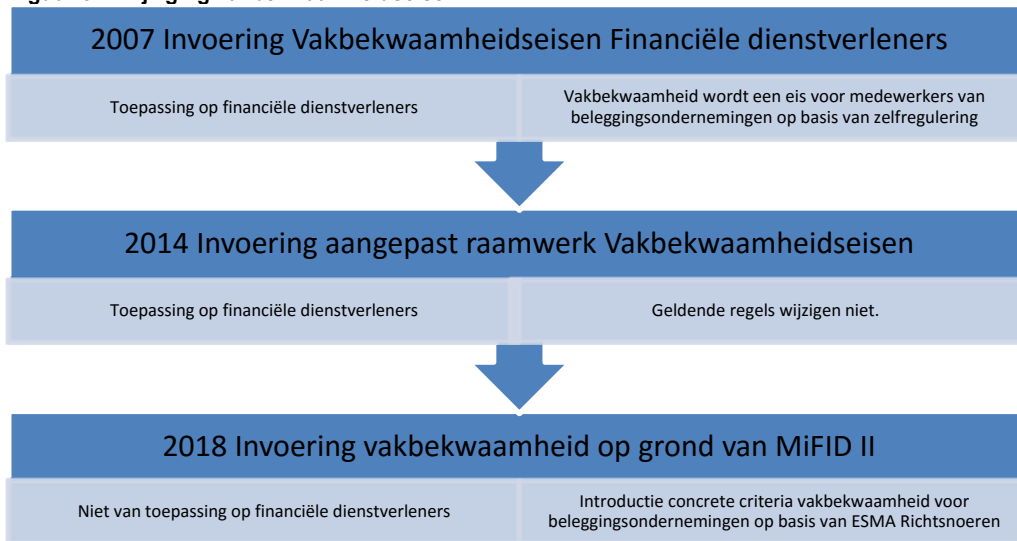 2007 Invoering Vakbekwaamheidseisen Financiële dienstverleners
Toepassing op financiële dienstverleners
Vakbekwaamheid wordt een eis voor medewerkers van
beleggingsondernemingen op basis van zelfregulering
2014 Invoering aangepast raamwerk Vakbekwaamheidseisen
Toepassing op financiële dienstverleners
Geldende regels wijzigen niet.
2018 Invoering vakbekwaamheid op grond van MiFID II
Niet van toepassing op financiële dienstverleners
Introductie concrete criteria vakbekwaamheid voor
beleggingsondernemingen op basis van ESMA Richtsnoeren